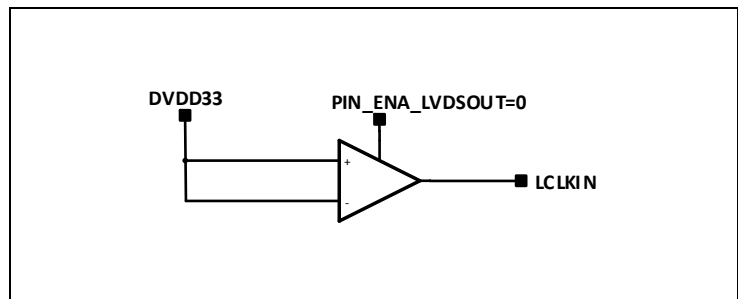 DVDD33
PIN_ENA_LVDSOUT=0
+
-
LCLKIN